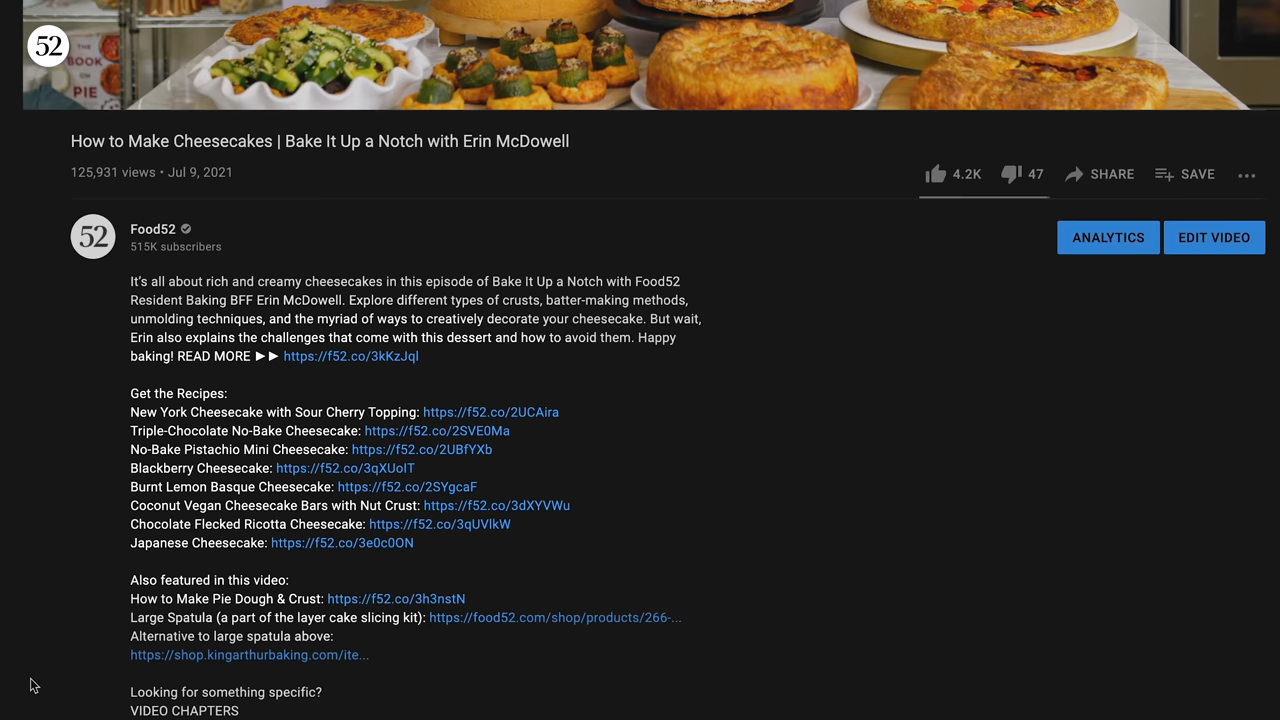 52
THE
BOOK
ON
PIE
How to Make Cheesecakes | Bake It Up a Notch with Erin McDowell
125,931 views • Jul 9, 2021
4.2K
47
SHARE
SAVE
52
Food52
515K subscribers
ANALYTICS
EDIT VIDEO
It's all about rich and creamy cheesecakes in this episode of Bake It Up a Notch with Food52
Resident Baking BFF Erin McDowell. Explore different types of crusts, batter-making methods,
unmolding techniques, and the myriad of ways to creatively decorate your cheesecake. But wait,
Erin also explains the challenges that come with this dessert and how to avoid them. Happy
baking! READ MORE ►► https://f52.co/3kKzJql
Get the Recipes:
New York Cheesecake with Sour Cherry Topping: https://f52.co/2UCAira
Triple-Chocolate No-Bake Cheesecake: https://f52.co/2SVE0Ma
No-Bake Pistachio Mini Cheesecake: https://f52.co/2UBfYXb
Blackberry Cheesecake: https://f52.co/3qXUoIT
Burnt Lemon Basque Cheesecake: https://f52.co/2SYgcaF
Coconut Vegan Cheesecake Bars with Nut Crust: https://f52.co/3dXYVWu
Chocolate Flecked Ricotta Cheesecake: https://f52.co/3qUVlkW
Japanese Cheesecake: https://f52.co/3e0c0ON
Also featured in this video:
How to Make Pie Dough & Crust: https://f52.co/3h3nstN
Large Spatula (a part of the layer cake slicing kit): https://food52.com/shop/products/266-...
Alternative to large spatula above:
https://shop.kingarthurbaking.com/ite...
Looking for something specific?
VIDEO CHAPTERS